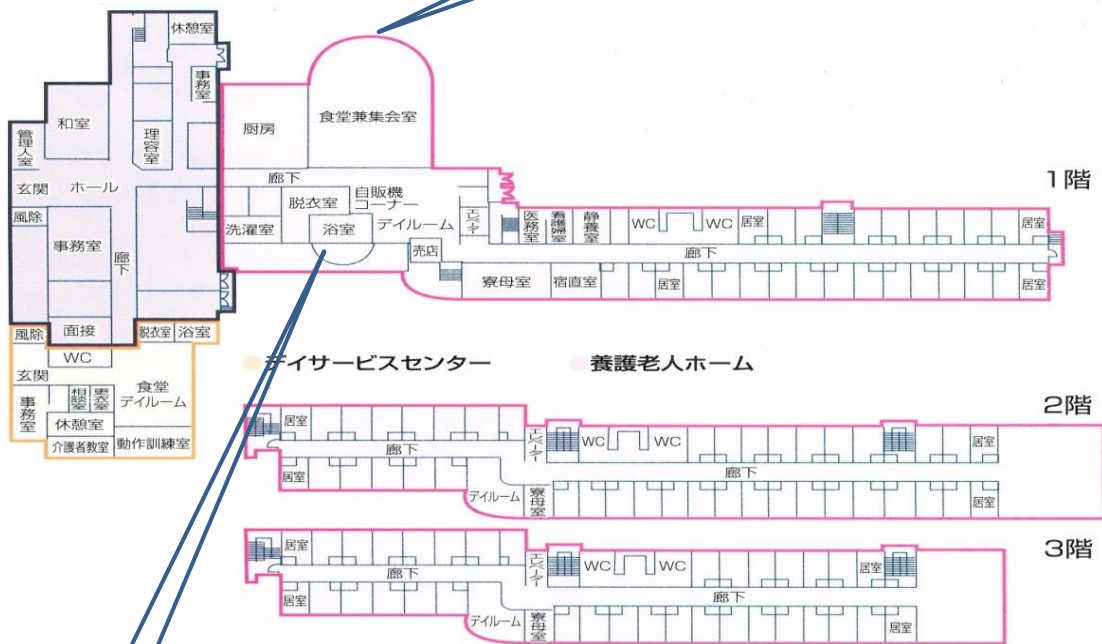 休憩室
事務室
和室
理容室
管理人室
玄関
ホール
風除
事務室
廊下
面接
厨房
食堂兼集会室
廊下
脱衣室
自販機
コーナー
洗濯室
浴室
デイルーム
売店
エレベーター
医務室
看護婦室
静養室
WC
WC
居室
居室
1階
廊下
寮母室
宿直室
居室
居室
風除
脱衣室
浴室
WC
玄関
事務室
相談室
更衣室
食堂
デイルーム
休憩室
介護者教室
動作訓練室
デイサービスセンター
養護老人ホーム
2階
居室
エレベーター
WC
WC
居室
廊下
廊下
居室
デイルーム
寮母室
居室
3階
居室
エレベーター
WC
WC
居室
廊下
廊下
居室
デイルーム
寮母室
居室